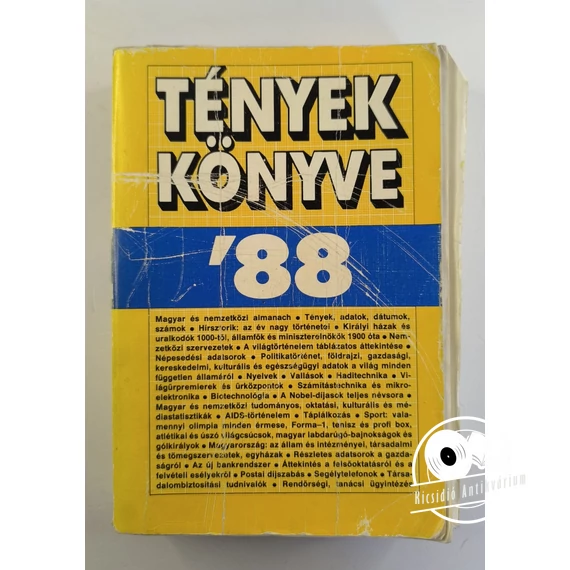 TÉNYEK
KÖNYVE
'88
Magyar és nemzetközi almanach • Tények, adatok, dátumok,
számok • Hírsztorik: az év nagy történetei • Királyi házak és
uralkodók 1000-től, államfők és miniszterelnökök 1900 óta • Nem-
zetközi szervezetek • A világtörténelem táblázatos áttekintése •
Népesedési adatsorok • Politikatörténet, földrajzi, gazdasági,
kereskedelmi, kulturális és egészségügyi adatok a világ minden
független államáról • Nyelvek • Vallások • Haditechnika • Vi-
lágűrpremierek és űrközpontok • Számítástechnika és mikro-
elektronika • Biotechnológia • A Nobel-díjasok teljes névsora •
Magyar és nemzetközi tudományos, oktatási, kulturális és mé-
diastatisztikák • AIDS-történelem • Táplálkozás • Sport: vala-
mennyi olimpia minden érmese, Forma–1, tenisz és profi box,
atlétikai és úszó világcsúcsok, magyar labdarúgó-bajnokságok és
gólkirályok • Magyarország: az állam és intézményei, társadalmi
és tömegszervezetek, egyházak • Részletes adatsorok a gazda-
ságról • Az új bankrendszer • Áttekintés a felsőoktatásról és a
felvételi esélyekről • Postai díjszabás • Segélytelefonok • Társa-
dalombiztosítási tudnivalók • Rendőrségi, tanácsi ügyintézés
Kicsidió Antikvárium